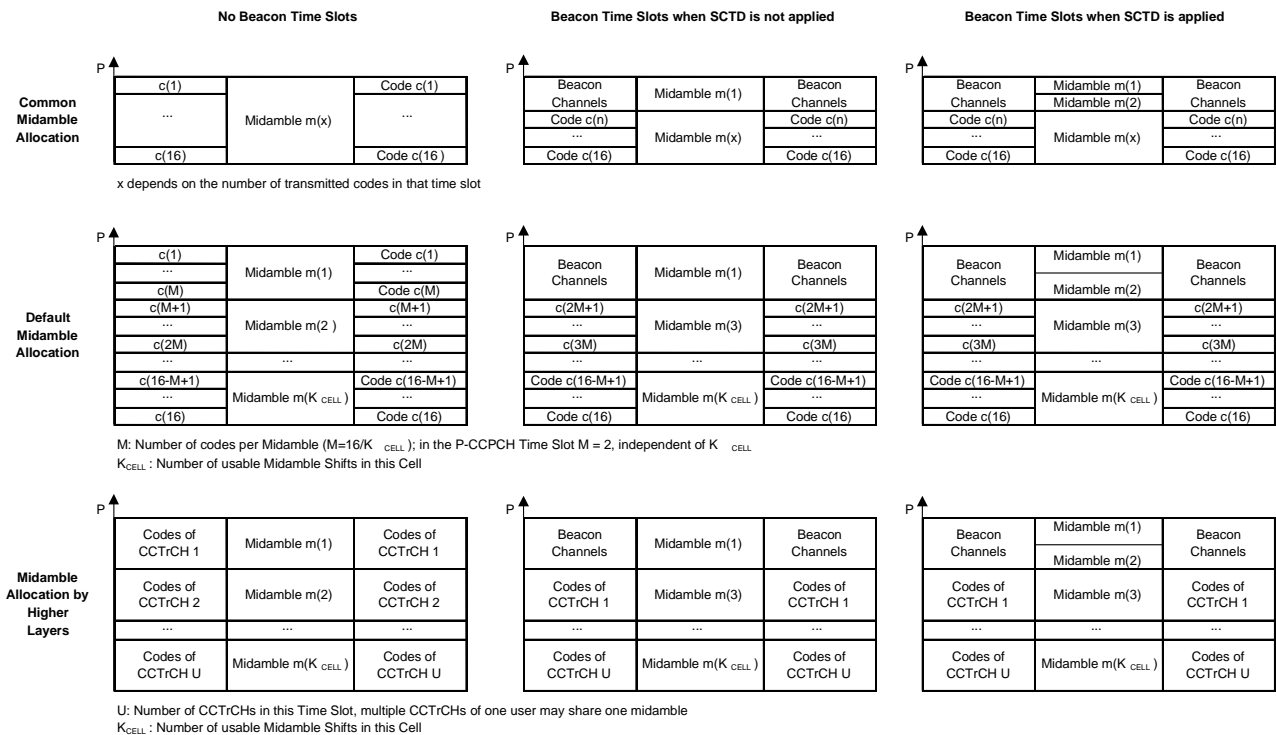 No Beacon Time Slots
Beacon Time Slots when SCTD is not applied
Beacon Time Slots when SCTD is applied
Common
Midamble
Allocation
P
c(1)
...
c(16)
Midamble m(x)
Code c(1)
...
Code c(16 )
x depends on the number of transmitted codes in that time slot
P
Beacon
Channels
Code c(n)
...
Code c(16)
Midamble m(1)
Midamble m(x)
Beacon
Channels
Code c(n)
...
Code c(16)
P
Beacon
Channels
Code c(n)
...
Code c(16)
Midamble m(1)
Midamble m(2)
Midamble m(x)
Beacon
Channels
Code c(n)
...
Code c(16)
Default
Midamble
Allocation
P
c(1)
...
c(M)
c(M+1)
...
c(2M)
...
c(16-M+1)
...
c(16)
Midamble m(1)
Midamble m(2 )
...
Midamble m(K CELL )
Code c(1)
...
Code c(M)
c(M+1)
...
c(2M)
...
Code c(16-M+1)
...
Code c(16)
P
Beacon
Channels
c(2M+1)
...
c(3M)
...
Code c(16-M+1)
...
Code c(16)
Midamble m(1)
Midamble m(3)
...
Midamble m(K CELL )
Beacon
Channels
c(2M+1)
...
c(3M)
...
Code c(16-M+1)
...
Code c(16)
P
Beacon
Channels
c(2M+1)
...
c(3M)
...
Code c(16-M+1)
...
Code c(16)
Midamble m(1)
Midamble m(2)
Midamble m(3)
...
Midamble m(K CELL )
Beacon
Channels
c(2M+1)
...
c(3M)
...
Code c(16-M+1)
...
Code c(16)
M: Number of codes per Midamble (M=16/K CELL ); in the P-CCPCH Time Slot M = 2, independent of K CELL
KCELL : Number of usable Midamble Shifts in this Cell
Midamble
Allocation by
Higher
Layers
P
Codes of
CCTrCH 1
Codes of
CCTrCH 2
...
Codes of
CCTrCH U
Midamble m(1)
Midamble m(2)
...
Midamble m(K CELL )
Codes of
CCTrCH 1
Codes of
CCTrCH 2
...
Codes of
CCTrCH U
P
Beacon
Channels
Codes of
CCTrCH 1
...
Codes of
CCTrCH U
Midamble m(1)
Midamble m(3)
...
Midamble m(K CELL )
Beacon
Channels
Codes of
CCTrCH 1
...
Codes of
CCTrCH U
P
Beacon
Channels
Codes of
CCTrCH 1
...
Codes of
CCTrCH U
Midamble m(1)
Midamble m(2)
Midamble m(3)
...
Midamble m(K CELL )
Beacon
Channels
Codes of
CCTrCH 1
...
Codes of
CCTrCH U
U: Number of CCTrCHs in this Time Slot, multiple CCTrCHs of one user may share one midamble
KCELL : Number of usable Midamble Shifts in this Cell